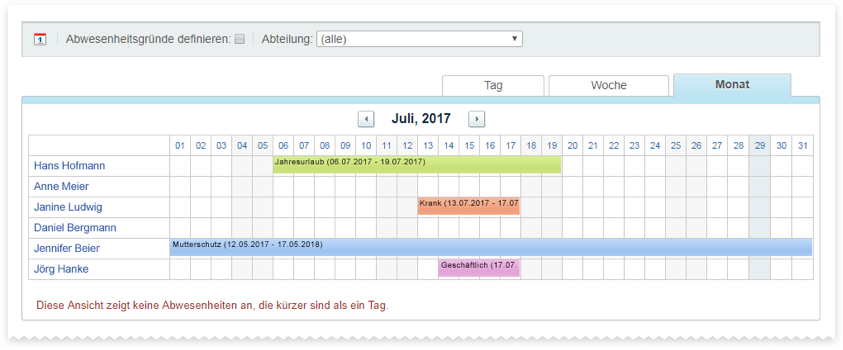 1 Abwesenheitsgründe definieren: Abteilung: (alle)
Tag Woche Monat
Juli, 2017
01 02 03 04 05 06 07 08 09 10 11 12 13 14 15 16 17 18 19 20 21 22 23 24 25 26 27 28 29 30 31
Hans Hofmann Jahresurlaub (06.07.2017 - 19.07.2017)
Anne Meier
Janine Ludwig Krank (13.07.2017 - 17.07
Daniel Bergmann
Jennifer Beier Mutterschutz (12.05.2017 - 17.05.2018)
Jörg Hanke Geschäftlich (17.07.
Diese Ansicht zeigt keine Abwesenheiten an, die kürzer sind als ein Tag.